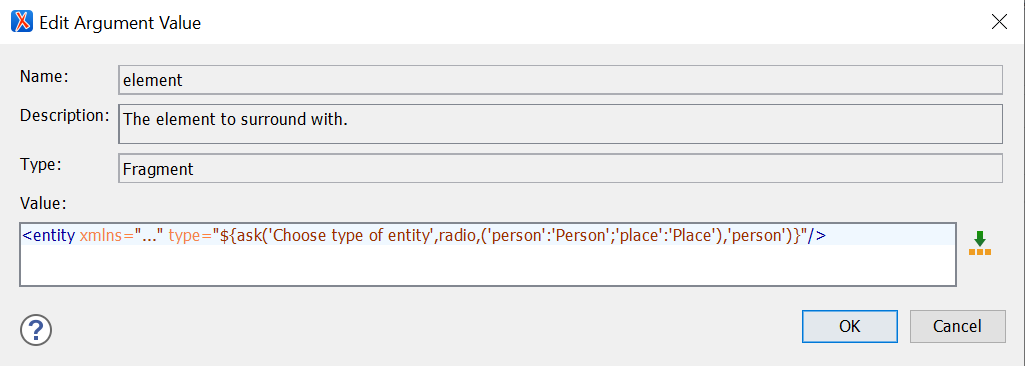 Edit Argument Value
Name:
element
Description:
The element to surround with.
Type:
Fragment
Value:
<entity xmlns="..." type="${ask('Choose type of entity',radio,('person':'Person';'place':'Place'),'person')}"/>
?
OK
Cancel